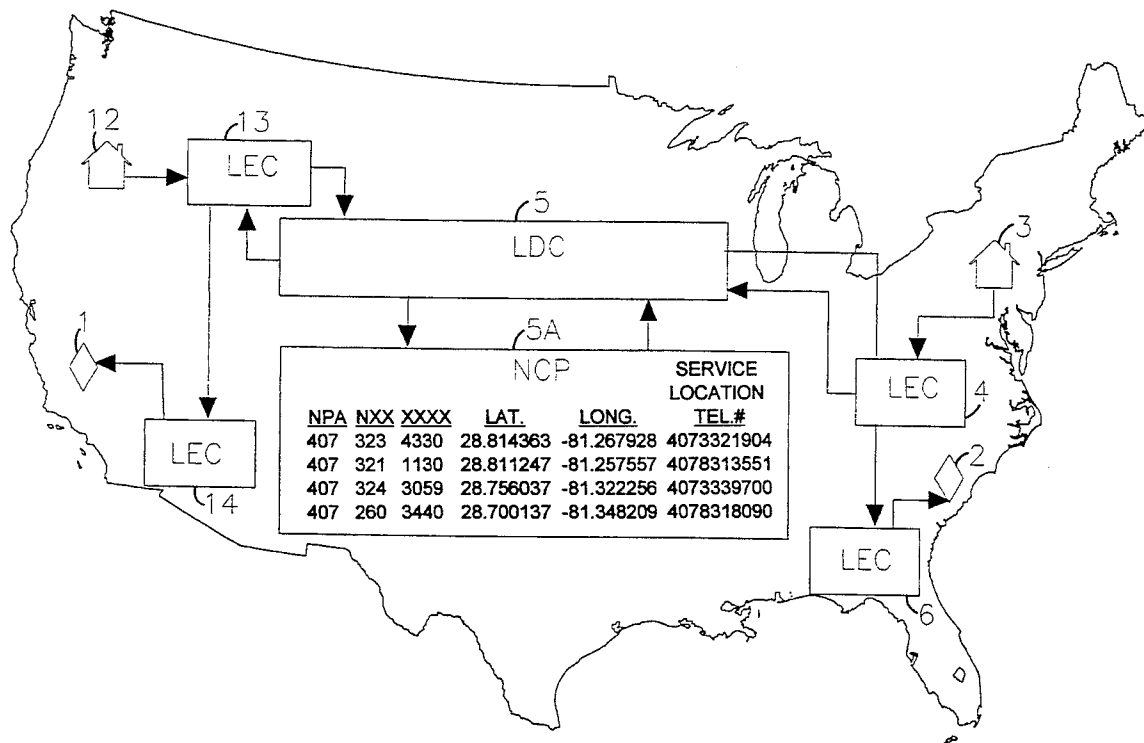 12
13
LEC
5
LDC
3
1
5A
NCP
SERVICE
LOCATION
NPA NXX XXXX LAT. LONG. TEL.#
407 323 4330 28.814363 -81.267928 4073321904
407 321 1130 28.811247 -81.257557 4078313551
407 324 3059 28.756037 -81.322256 4073339700
407 260 3440 28.700137 -81.348209 4078318090
LEC
4
LEC
14
2
LEC
6